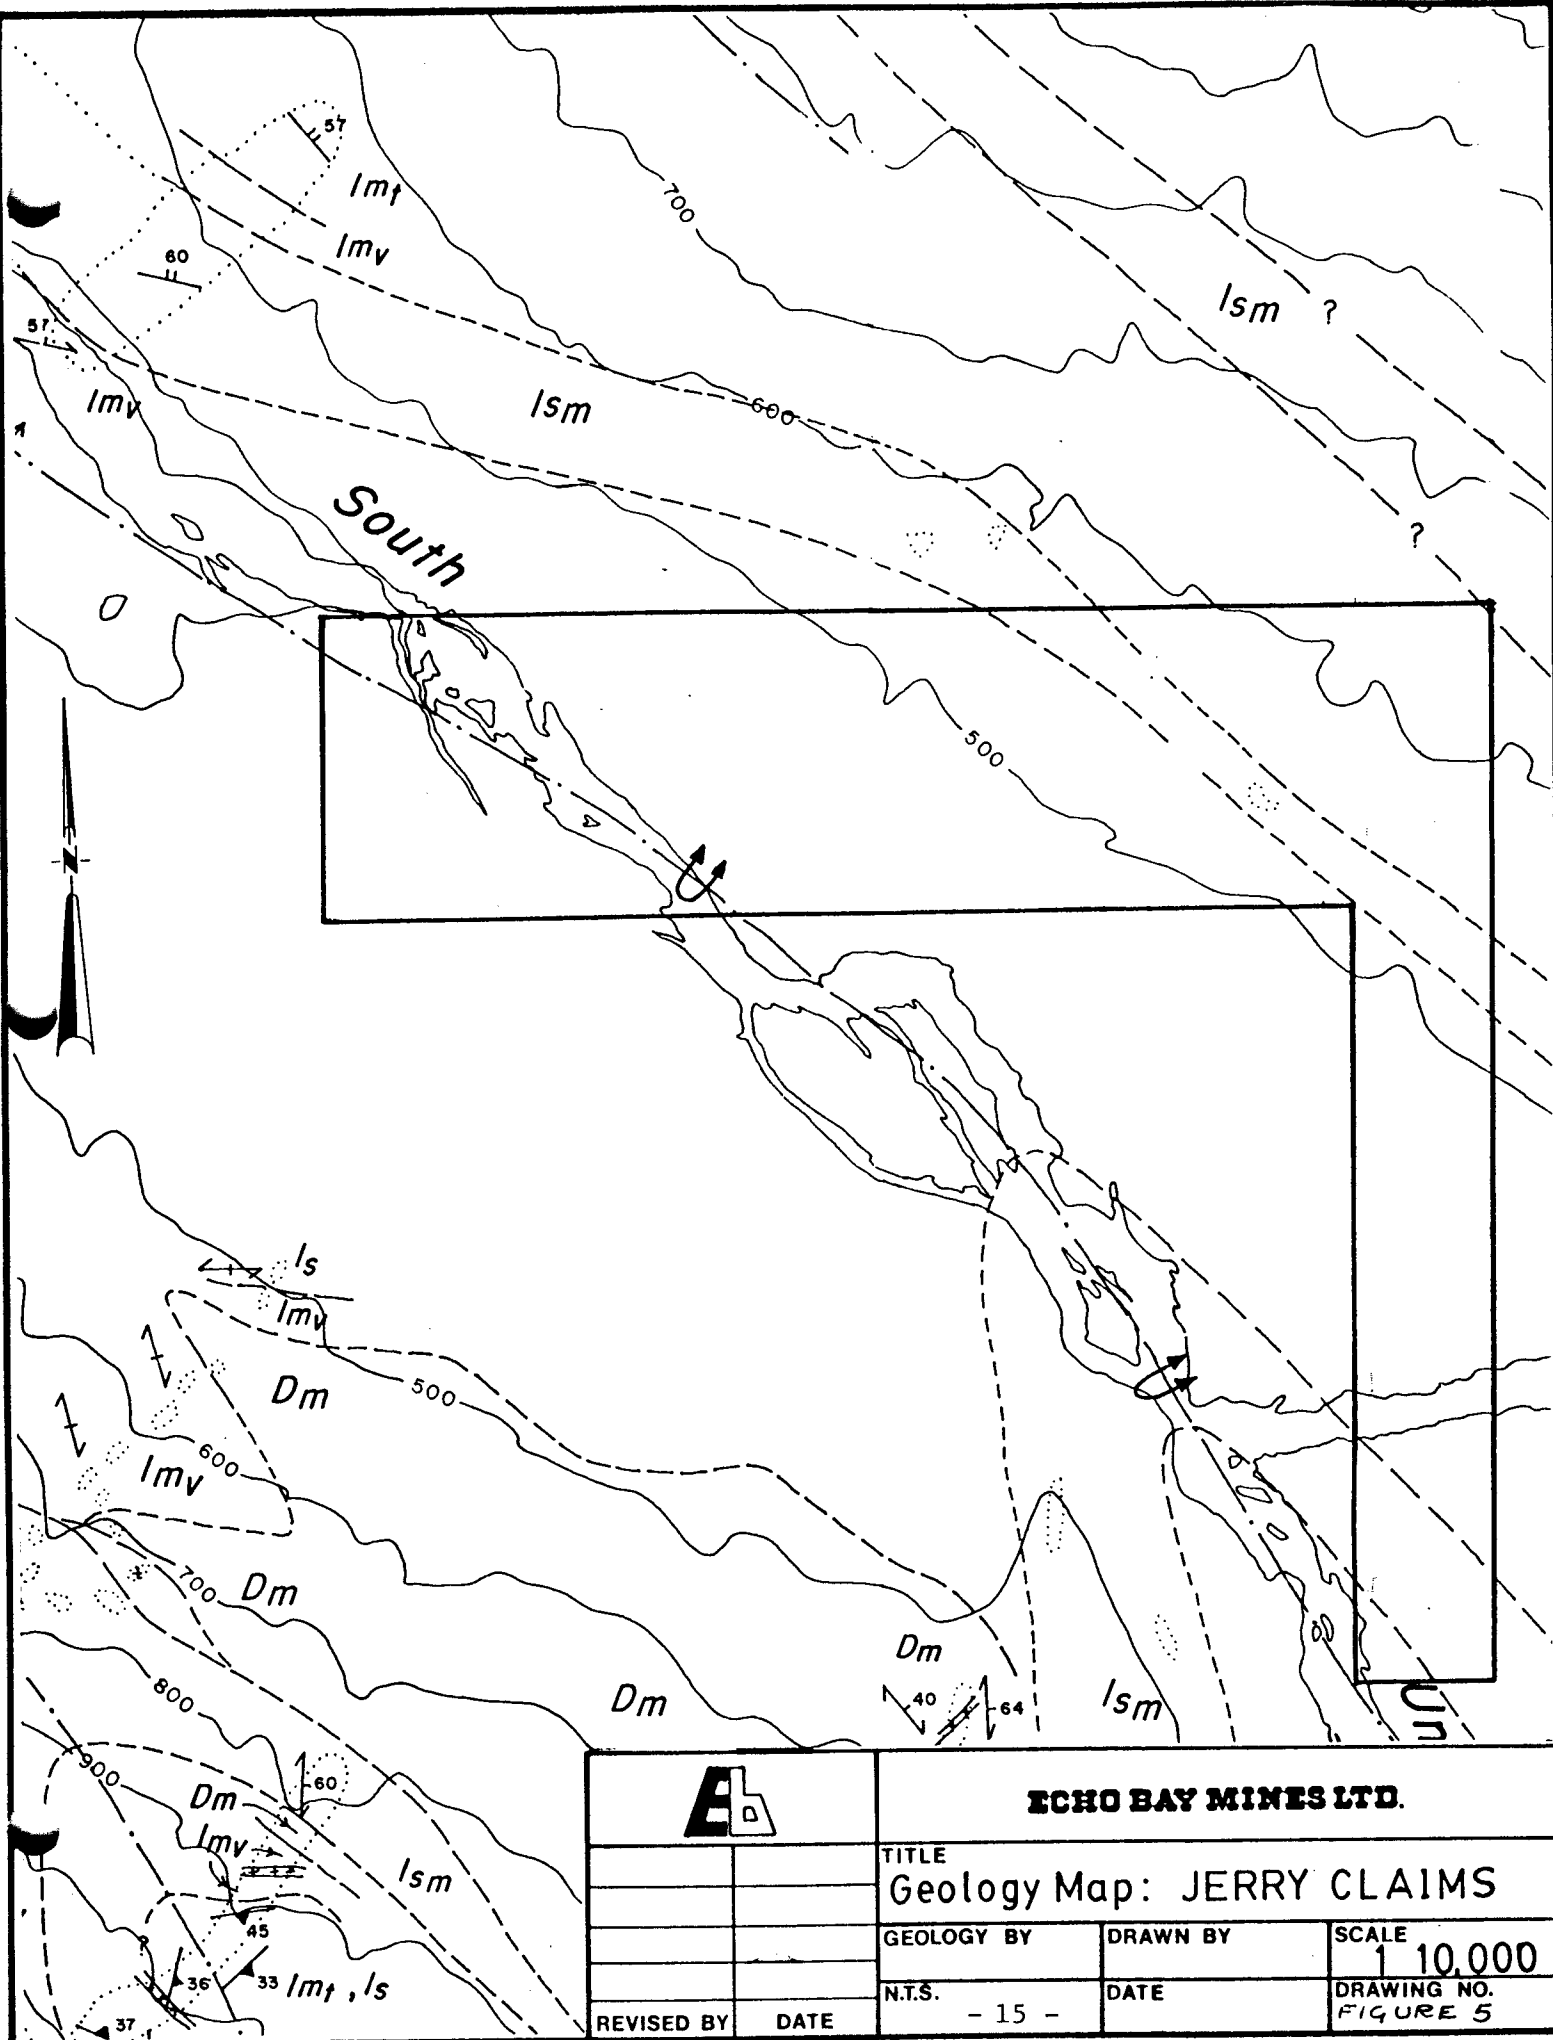 57
lmt
700
lmv
60
lsm ?
57
lmv
lsm
600
South
?
500
N
ls
lmv
Dm
500
600
lmv
700
Dm
Dm
40
64
Dm
lsm
Un
800
900
60
Dm
lmv
lsm
45
?
36
33
lmt, ls
37
Eb
ECHO BAY MINES LTD.
TITLE
Geology Map: JERRY CLAIMS
GEOLOGY BY
DRAWN BY
SCALE
1 10,000
N.T.S.
- 15 -
DATE
DRAWING NO.
FIGURE 5
REVISED BY
DATE